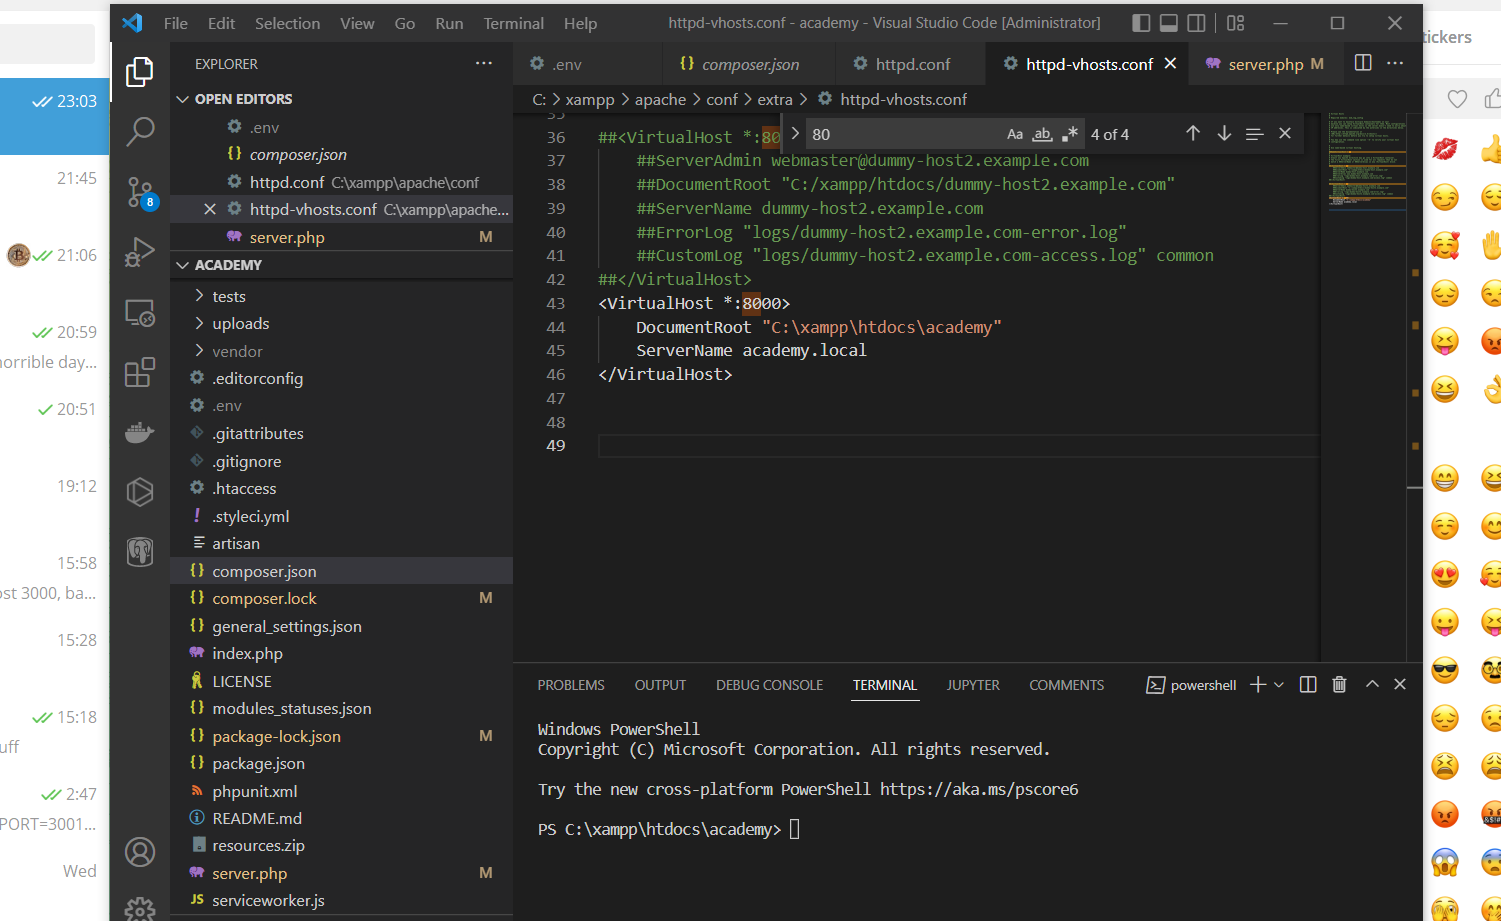 File Edit Selection View Go Run Terminal Help
httpd-vhosts.conf - academy - Visual Studio Code [Administrator]
tickers
23:03
21:45
21:06
20:59
horrible day...
20:51
19:12
15:58
ost 3000, ba...
15:28
15:18
uff
2:47
PORT=3001...
Wed
8
EXPLORER
OPEN EDITORS
.env
composer.json
httpd.conf C:\xampp\apache\conf
httpd-vhosts.conf C:\xampp\apache...
server.php M
ACADEMY
tests
uploads
vendor
.editorconfig
.env
.gitattributes
.gitignore
.htaccess
.styleci.yml
artisan
composer.json
composer.lock M
general_settings.json
index.php
LICENSE
modules_statuses.json
package-lock.json M
package.json
phpunit.xml
README.md
resources.zip
server.php M
serviceworker.js
.env composer.json httpd.conf httpd-vhosts.conf server.php M
C: > xampp > apache > conf > extra > httpd-vhosts.conf
80 Aa ab 4 of 4
35
36 ##<VirtualHost *:80
37 ##ServerAdmin webmaster@dummy-host2.example.com
38 ##DocumentRoot "C:/xampp/htdocs/dummy-host2.example.com"
39 ##ServerName dummy-host2.example.com
40 ##ErrorLog "logs/dummy-host2.example.com-error.log"
41 ##CustomLog "logs/dummy-host2.example.com-access.log" common
42 ##</VirtualHost>
43 <VirtualHost *:8000>
44 DocumentRoot "C:\xampp\htdocs\academy"
45 ServerName academy.local
46 </VirtualHost>
47
48
49
PROBLEMS OUTPUT DEBUG CONSOLE TERMINAL JUPYTER COMMENTS
powershell
Windows PowerShell
Copyright (C) Microsoft Corporation. All rights reserved.
Try the new cross-platform PowerShell https://aka.ms/pscore6
PS C:\xampp\htdocs\academy>